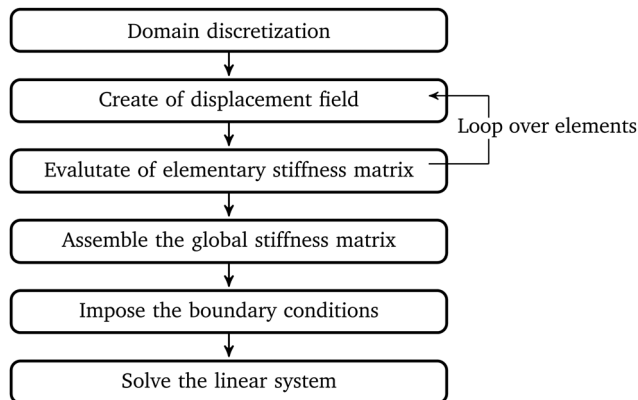 Domain discretization
Create of displacement field
Loop over elements
Evalutate of elementary stiffness matrix
Assemble the global stiffness matrix
Impose the boundary conditions
Solve the linear system